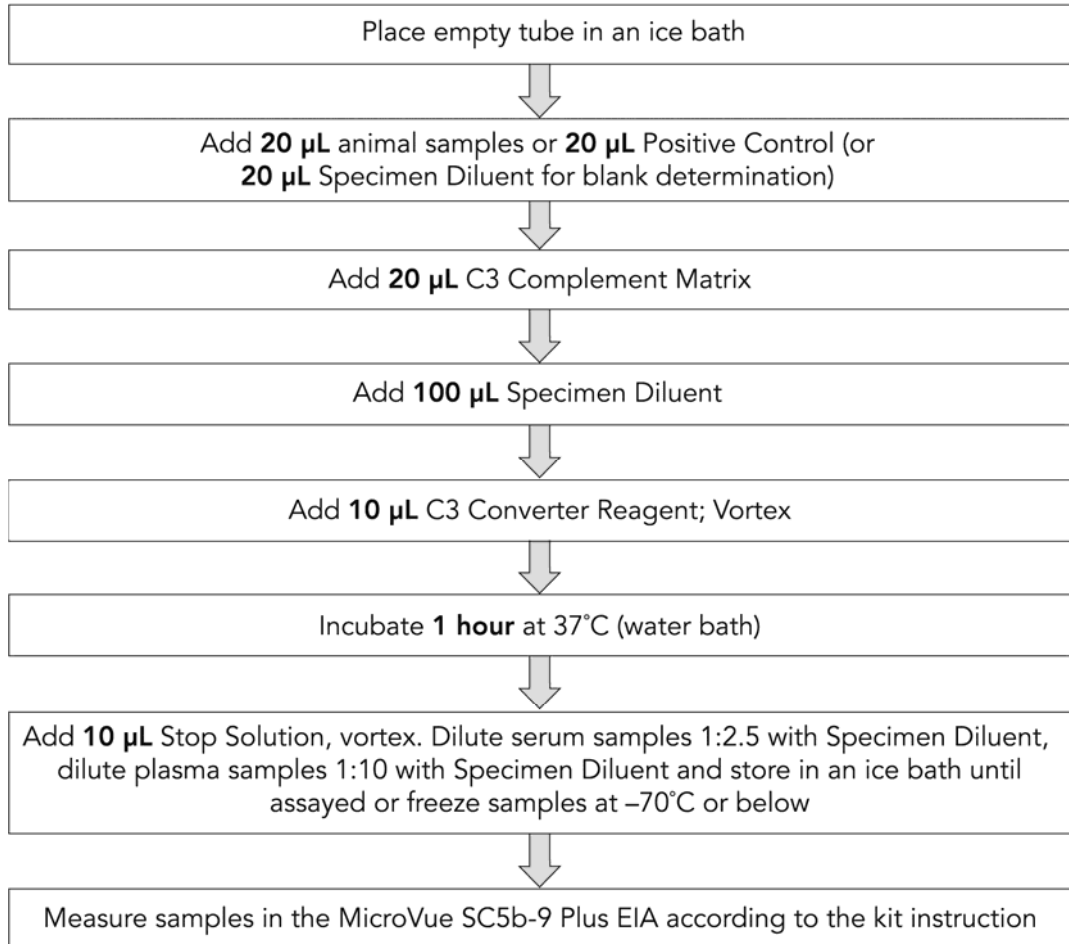 Place empty tube in an ice bath
Add 20 µL animal samples or 20 µL Positive Control (or
20 µL Specimen Diluent for blank determination)
Add 20 µL C3 Complement Matrix
Add 100 µL Specimen Diluent
Add 10 µL C3 Converter Reagent; Vortex
Incubate 1 hour at 37˚C (water bath)
Add 10 µL Stop Solution, vortex. Dilute serum samples 1:2.5 with Specimen Diluent,
dilute plasma samples 1:10 with Specimen Diluent and store in an ice bath until
assayed or freeze samples at –70˚C or below
Measure samples in the MicroVue SC5b-9 Plus EIA according to the kit instruction